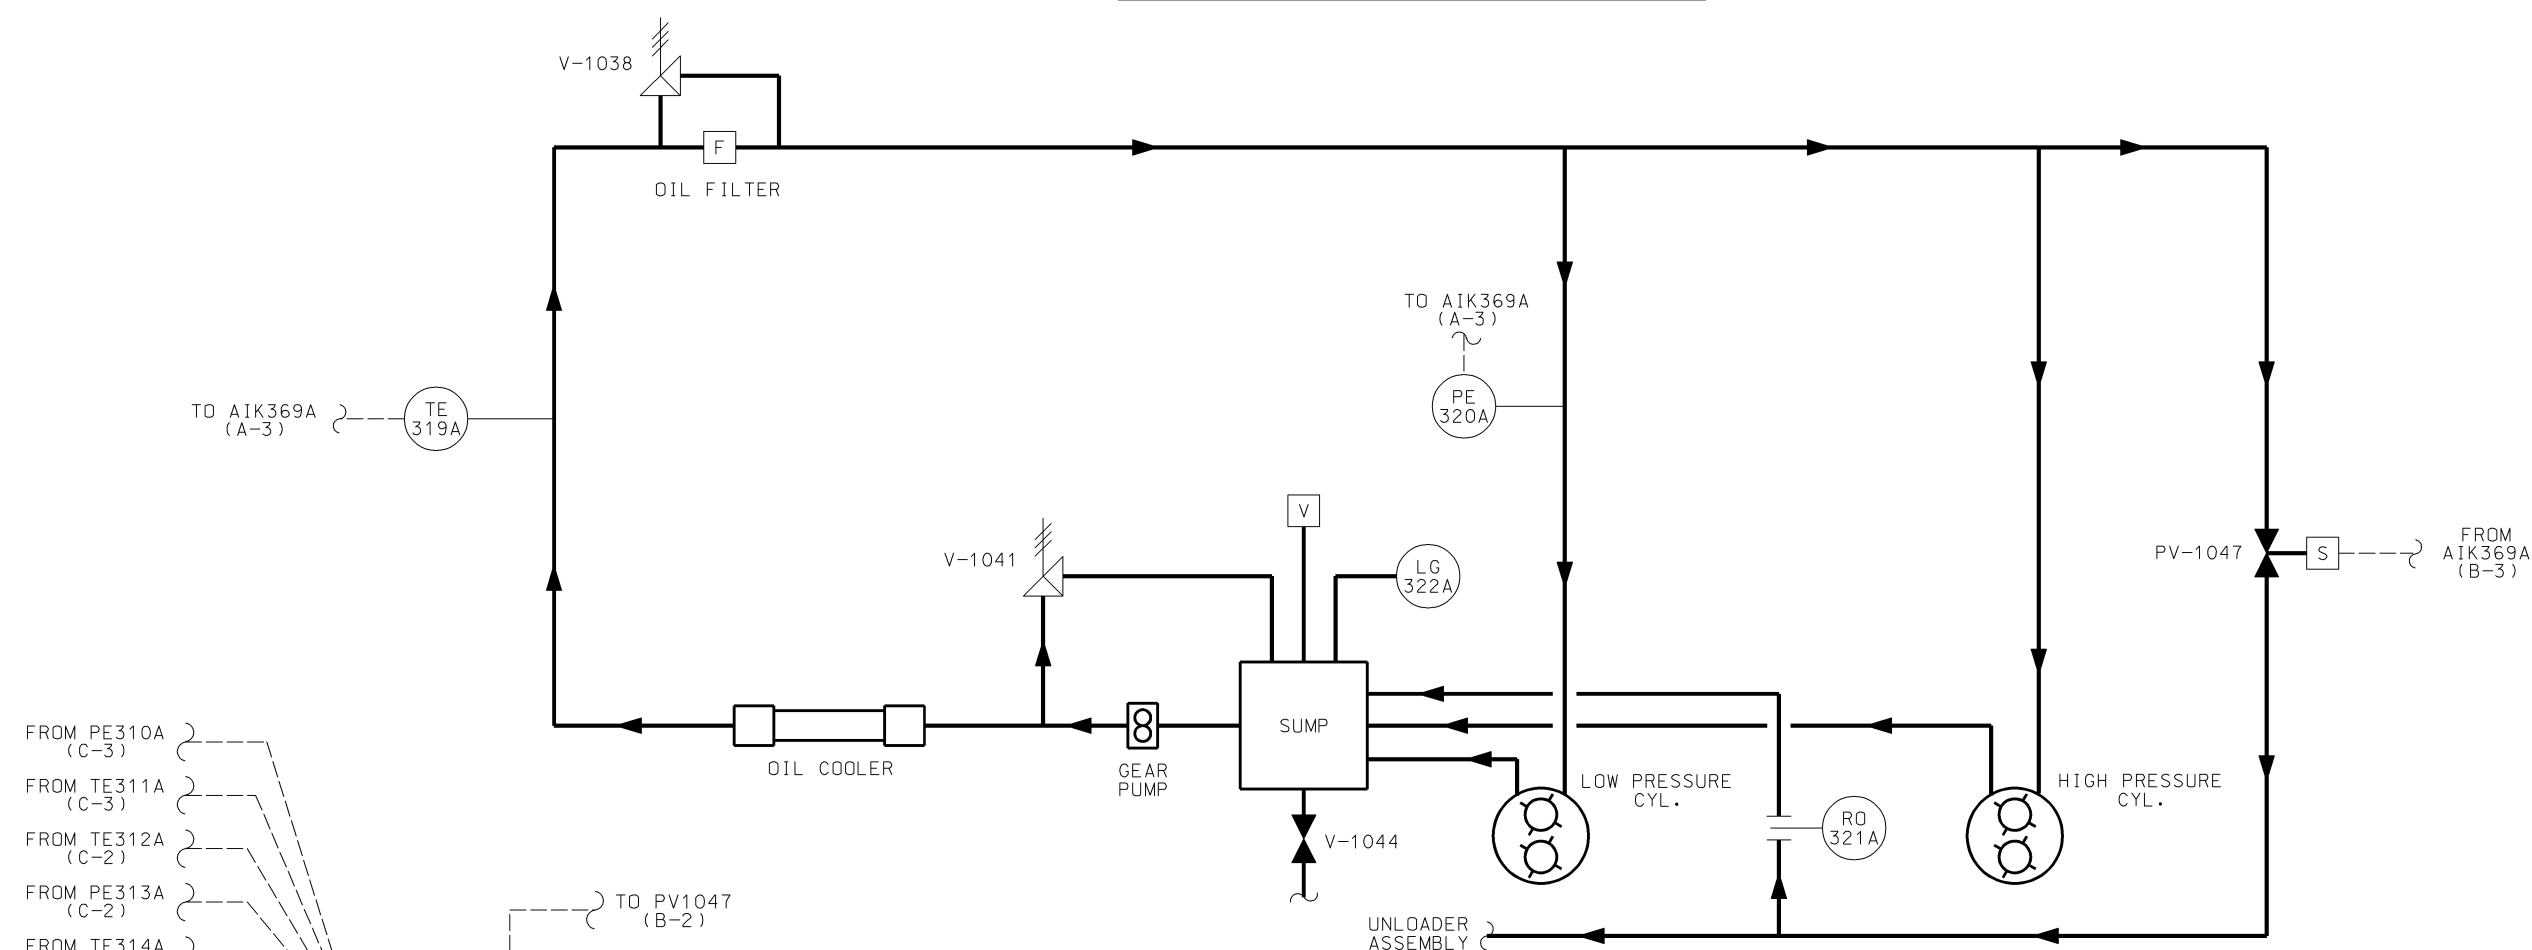 V-1038
F
OIL FILTER
TO AIK369A
(A-3)
TE
319A
TO AIK369A
(A-3)
PE
320A
V
V-1041
LG
322A
PV-1047
S
FROM
AIK369A
(B-3)
SUMP
OIL COOLER
GEAR
PUMP
V-1044
LOW PRESSURE
CYL.
HIGH PRESSURE
CYL.
RO
321A
FROM PE310A
(C-3)
FROM TE311A
(C-3)
FROM TE312A
(C-2)
FROM PE313A
(C-2)
FROM TE314A
TO PV1047
(B-2)
UNLOADER
ASSEMBLY